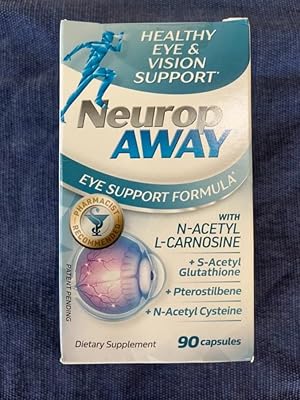 HEALTHY
EYE &
VISION
SUPPORT*
Neurop
AWAY
EYE SUPPORT FORMULA*
PHARMACIST
RECOMMENDED
WITH
N-ACETYL
L-CARNOSINE
+ S-Acetyl
Glutathione
+ Pterostilbene
+ N-Acetyl Cysteine
PATENT PENDING
Dietary Supplement
90 capsules